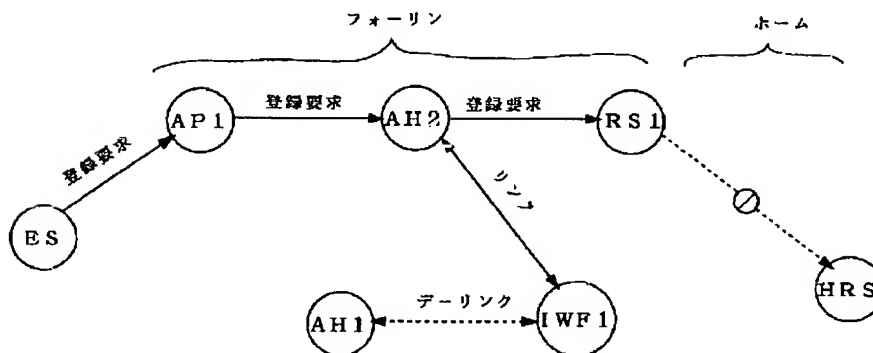 フォーリン
ホーム
登録要求
登録要求
登録要求
AP1
AH2
RS1
ES
リンク
HRS
デーリンク
AH1
IWF1